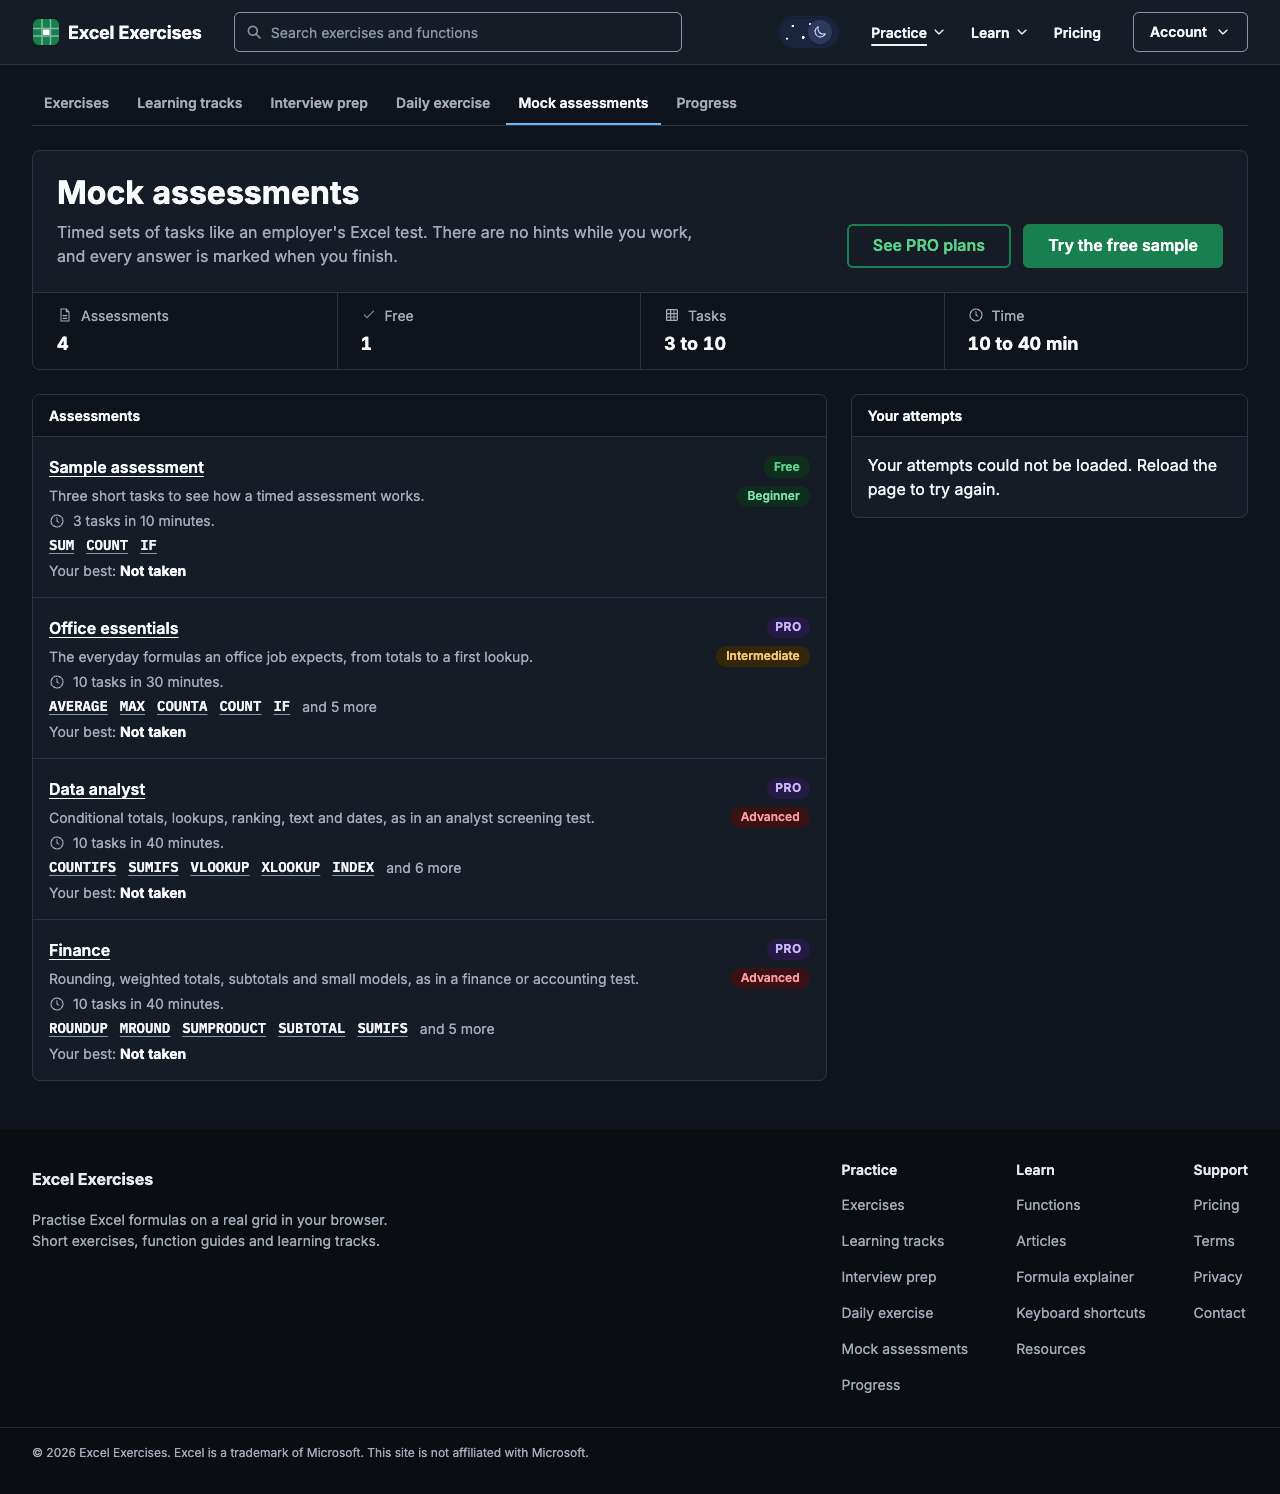 Excel Exercises
Search exercises and functions
Practice
Learn
Pricing
Account
Exercises
Learning tracks
Interview prep
Daily exercise
Mock assessments
Progress
Mock assessments
Timed sets of tasks like an employer's Excel test. There are no hints while you work,
and every answer is marked when you finish.
See PRO plans
Try the free sample
Assessments
4
Free
1
Tasks
3 to 10
Time
10 to 40 min
Assessments
Sample assessment
Free
Three short tasks to see how a timed assessment works.
Beginner
3 tasks in 10 minutes.
SUM COUNT IF
Your best: Not taken
Office essentials
PRO
The everyday formulas an office job expects, from totals to a first lookup.
Intermediate
10 tasks in 30 minutes.
AVERAGE MAX COUNTA COUNT IF and 5 more
Your best: Not taken
Data analyst
PRO
Conditional totals, lookups, ranking, text and dates, as in an analyst screening test.
Advanced
10 tasks in 40 minutes.
COUNTIFS SUMIFS VLOOKUP XLOOKUP INDEX and 6 more
Your best: Not taken
Finance
PRO
Rounding, weighted totals, subtotals and small models, as in a finance or accounting test.
Advanced
10 tasks in 40 minutes.
ROUNDUP MROUND SUMPRODUCT SUBTOTAL SUMIFS and 5 more
Your best: Not taken
Your attempts
Your attempts could not be loaded. Reload the
page to try again.
Excel Exercises
Practise Excel formulas on a real grid in your browser.
Short exercises, function guides and learning tracks.
Practice
Exercises
Learning tracks
Interview prep
Daily exercise
Mock assessments
Progress
Learn
Functions
Articles
Formula explainer
Keyboard shortcuts
Resources
Support
Pricing
Terms
Privacy
Contact
© 2026 Excel Exercises. Excel is a trademark of Microsoft. This site is not affiliated with Microsoft.